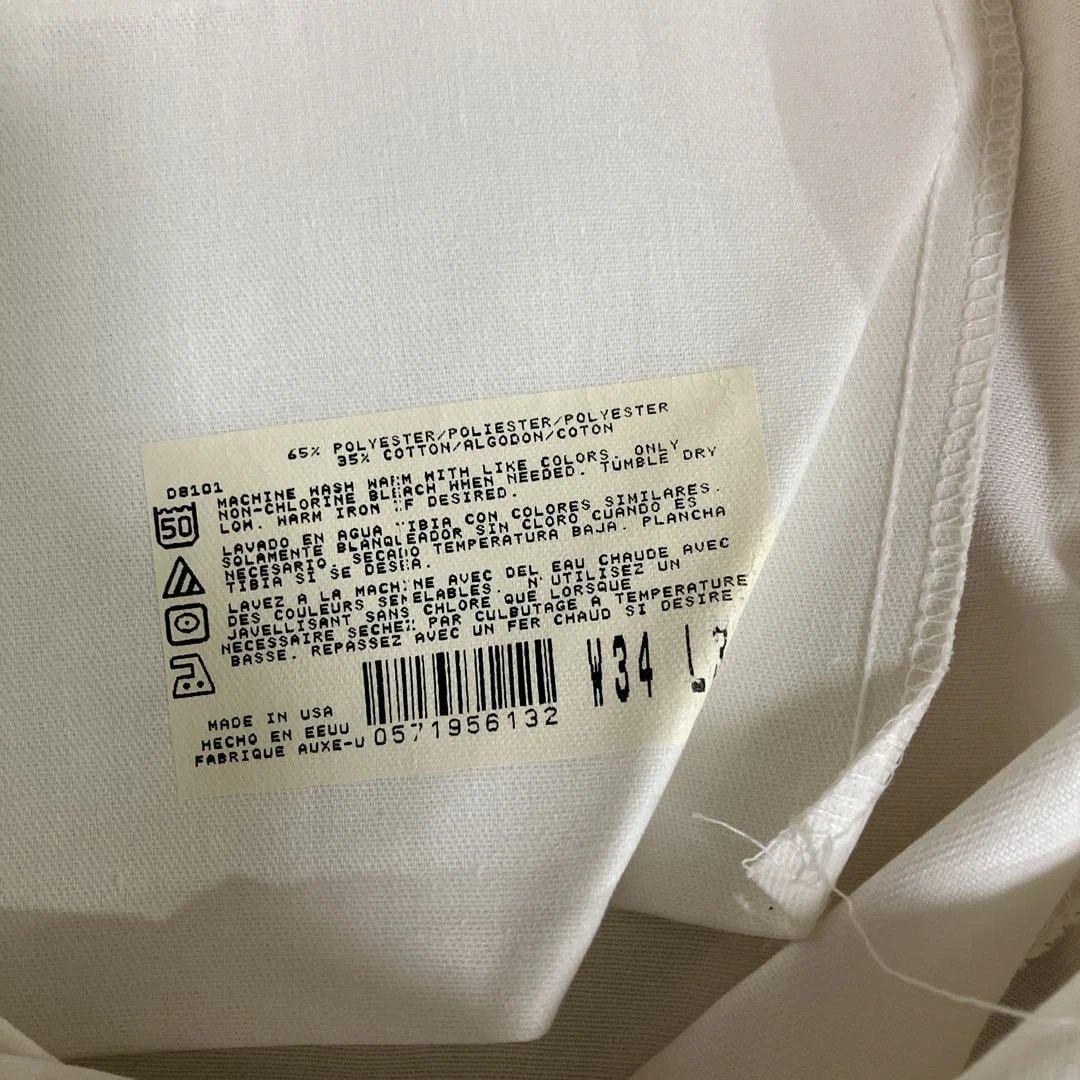 65% POLYESTER/POLIESTER/POLYESTER
35% COTTON/ALGODON/COTON
D8101
MACHINE WASH WARM WITH LIKE COLORS. ONLY
NON-CHLORINE BLEACH WHEN NEEDED. TUMBLE DRY
LOW. WARM IRON IF DESIRED.
50
LAVADO EN AGUA TIBIA CON COLORES SIMILARES.
SOLAMENTE BLANQUEADOR SIN CLORO CUANDO ES
NECESARIO. SECADO TEMPERATURA BAJA. PLANCHA
TIBIA SI SE DESEA.
LAVEZ A LA MACHINE AVEC DEL EAU CHAUDE AVEC
DES COULEURS SEMELABLES. N'UTILISEZ UN
JAVELLISANT SANS CHLORE QUE LORSQUE
NECESSAIRE SECHEZ PAR CULBUTAGE A TEMPERATURE
BASSE. REPASSEZ AVEC UN FER CHAUD SI DESIRE.
W34 L
MADE IN USA
HECHO EN EEUU
FABRIQUE AUXE-U
0571956132